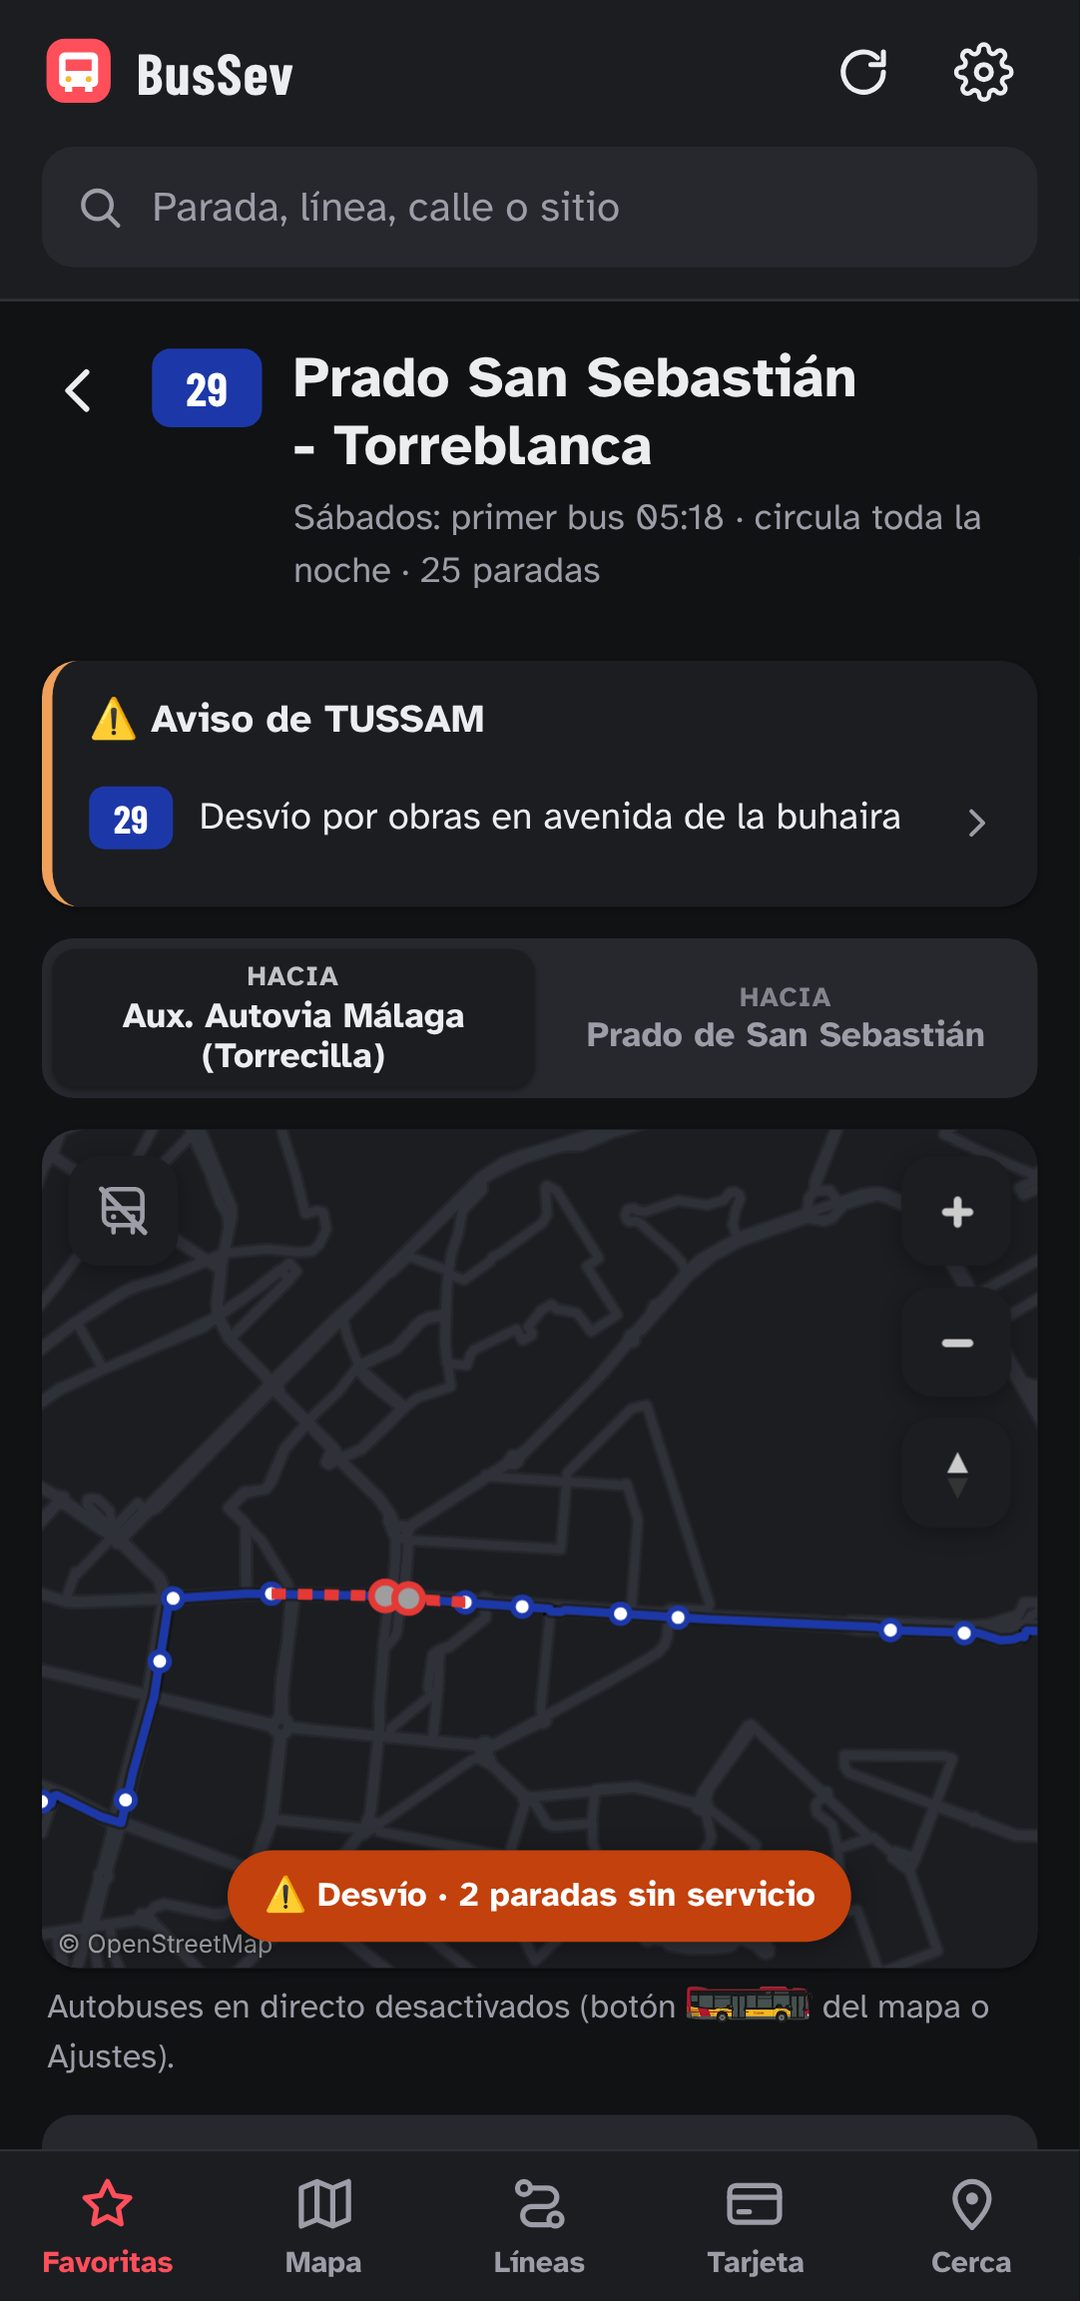 BusSev
Parada, línea, calle o sitio
29
Prado San Sebastián
- Torreblanca
Sábados: primer bus 05:18 · circula toda la
noche · 25 paradas
⚠️ Aviso de TUSSAM
29 Desvío por obras en avenida de la buhaira
HACIA
Aux. Autovia Málaga
(Torrecilla)
HACIA
Prado de San Sebastián
⚠️ Desvío · 2 paradas sin servicio
© OpenStreetMap
Autobuses en directo desactivados (botón del mapa o
Ajustes).
Favoritas
Mapa
Líneas
Tarjeta
Cerca